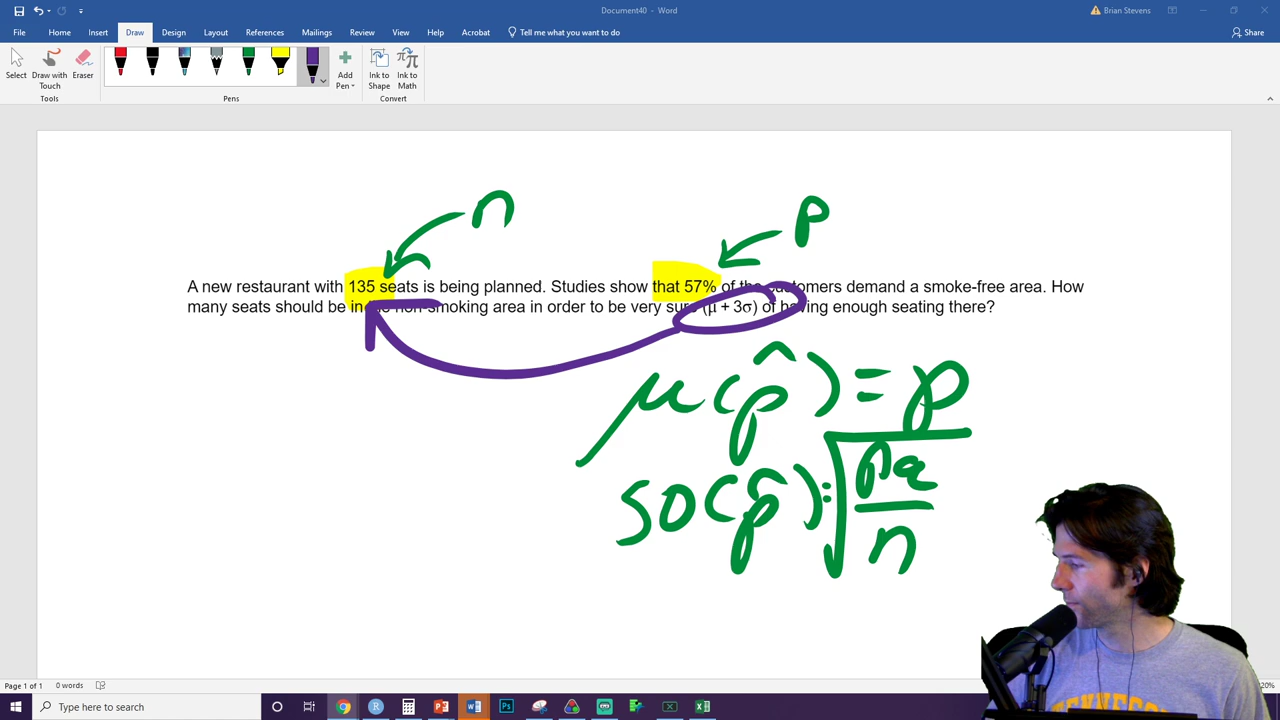 Document40 - Word
Brian Stevens
File Home Insert Draw Design Layout References Mailings Review View Help Acrobat Tell me what you want to do Share
Select Draw with Touch Eraser Add Pen Ink to Shape Ink to Math
Tools Pens Convert
n
p
A new restaurant with 135 seats is being planned. Studies show that 57% of the customers demand a smoke-free area. How
many seats should be in the non-smoking area in order to be very sure (μ + 3σ) of having enough seating there?
μ(p̂) = p
SD(p̂) = √(pq/n)
Page 1 of 1 0 words
Type here to search